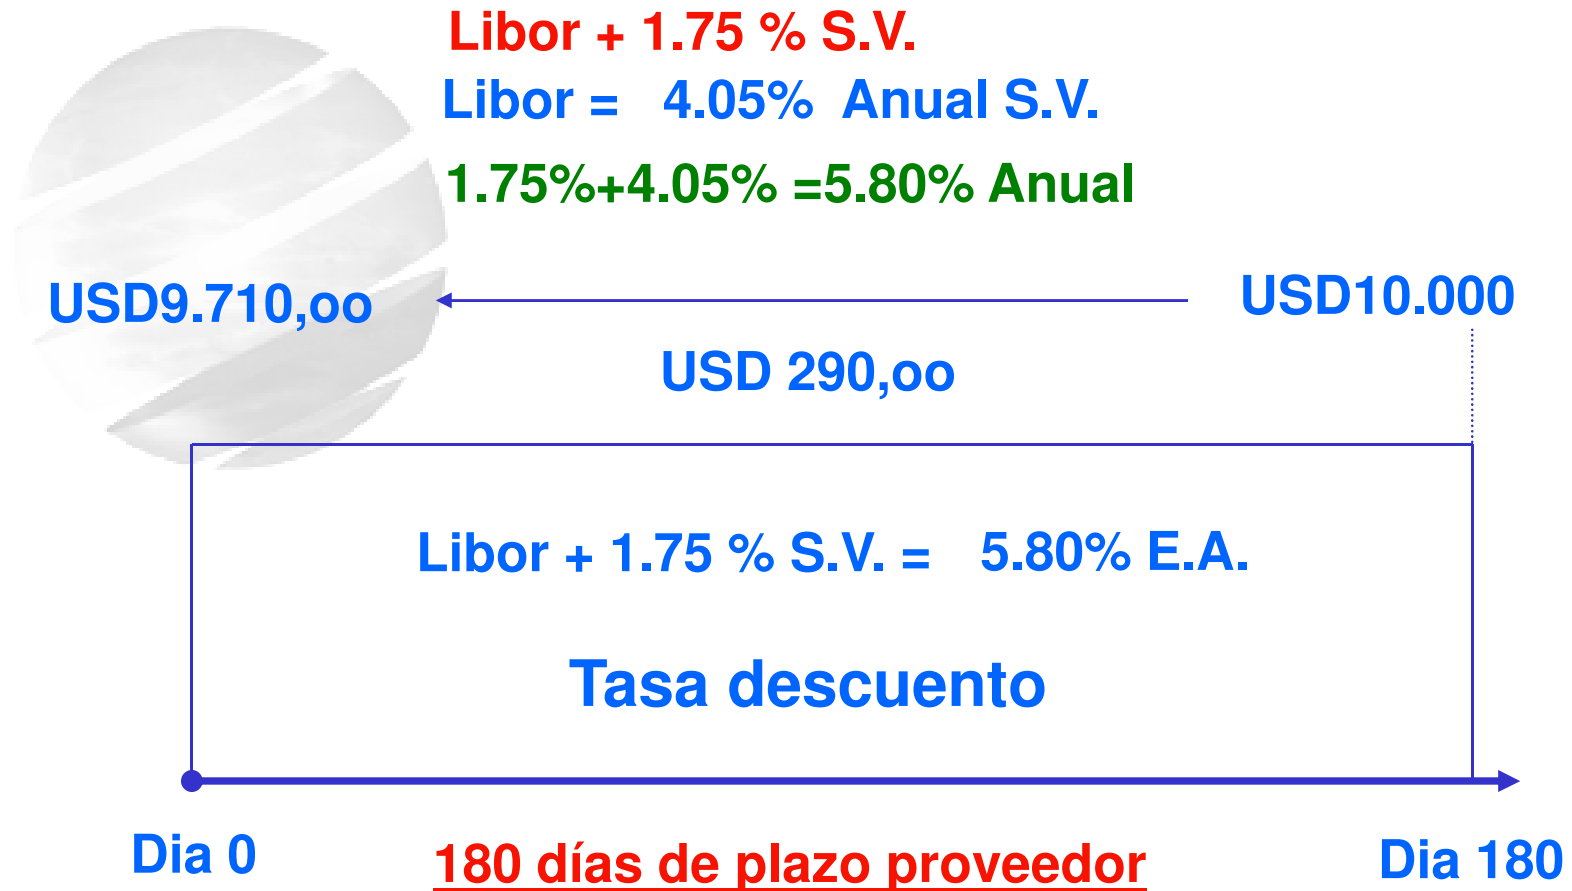 Libor + 1.75 % S.V.
Libor = 4.05% Anual S.V.
1.75%+4.05% =5.80% Anual
USD9.710,oo
USD10.000
USD 290,oo
Libor + 1.75 % S.V. = 5.80% E.A.
Tasa descuento
Dia 0
180 días de plazo proveedor
Dia 180